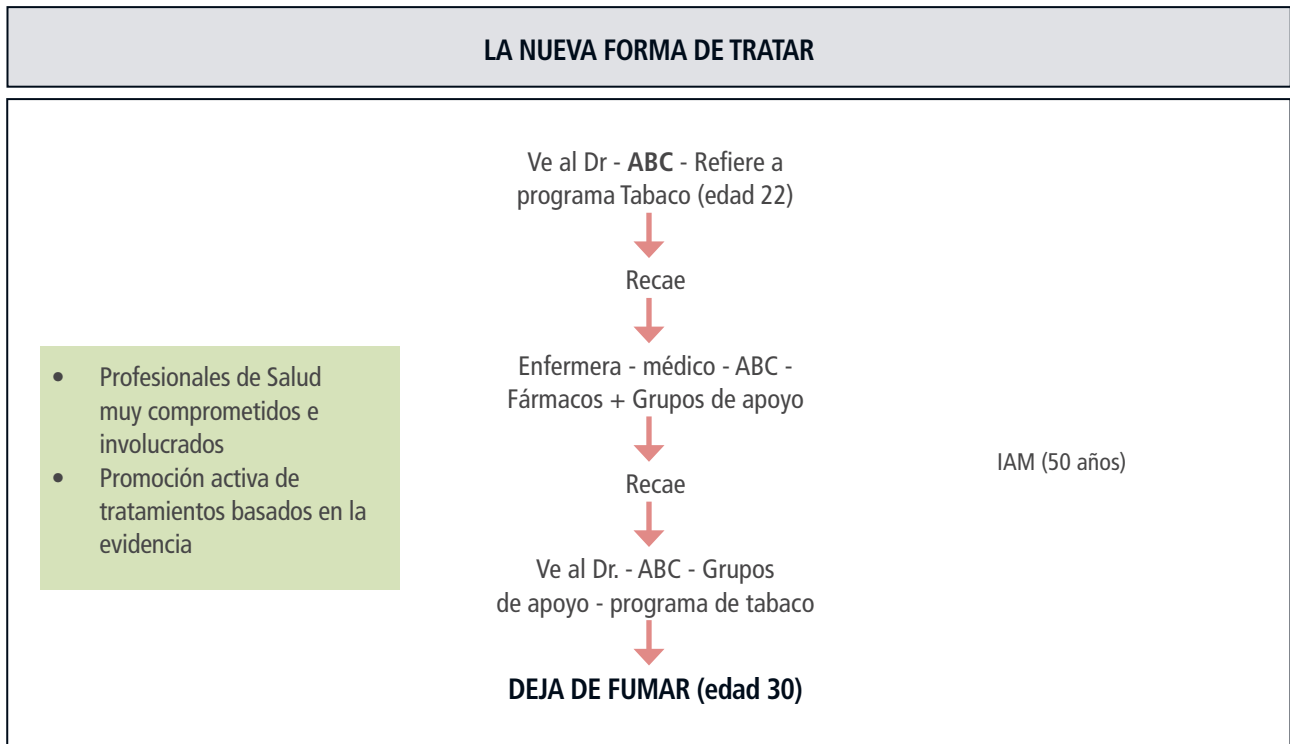 LA NUEVA FORMA DE TRATAR
Ve al Dr - ABC - Refiere a
programa Tabaco (edad 22)
Recae
Enfermera - médico - ABC -
Fármacos + Grupos de apoyo
Recae
Ve al Dr. - ABC - Grupos
de apoyo - programa de tabaco
DEJA DE FUMAR (edad 30)
• Profesionales de Salud
muy comprometidos e
involucrados
• Promoción activa de
tratamientos basados en la
evidencia
IAM (50 años)